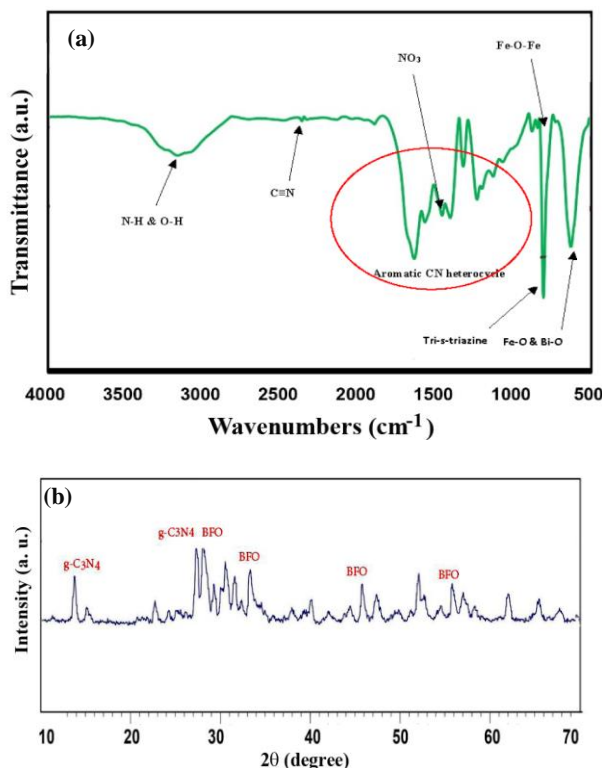 (a)
NO₃
Fe-O-Fe
C≡N
N-H & O-H
Aromatic CN heterocycle
Tri-s-triazine
Fe-O & Bi-O
Transmittance (a.u.)
4000 3500 3000 2500 2000 1500 1000 500
Wavenumbers (cm⁻¹)
(b)
g-C₃N₄
g-C3N4
BFO
BFO
BFO
BFO
Intensity (a. u.)
10 20 30 40 50 60 70
2θ (degree)